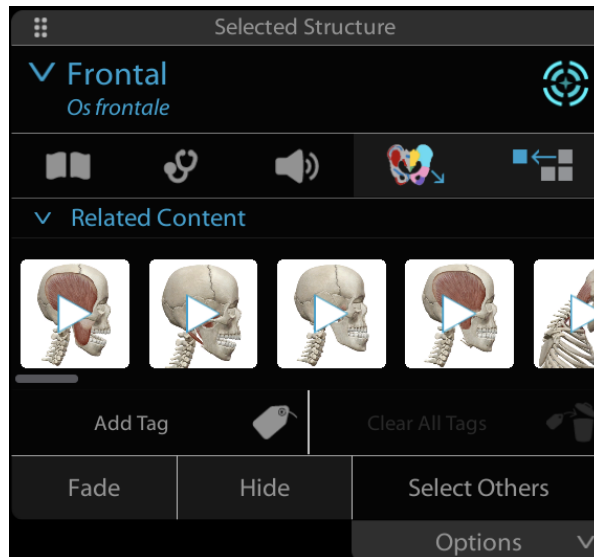 Selected Structure
Frontal
Os frontale
Related Content
Add Tag
Clear All Tags
Fade
Hide
Select Others
Options